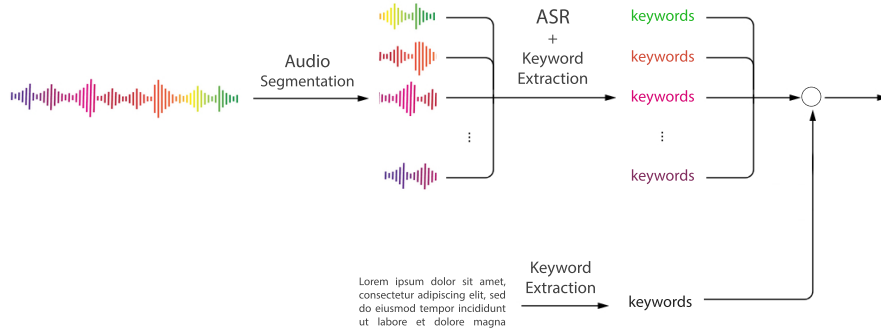 Audio
Segmentation
ASR
+
Keyword
Extraction
keywords
keywords
keywords
...
...
keywords
Lorem ipsum dolor sit amet,
consectetur adipiscing elit, sed
do eiusmod tempor incididunt
ut labore et dolore magna
Keyword
Extraction
keywords